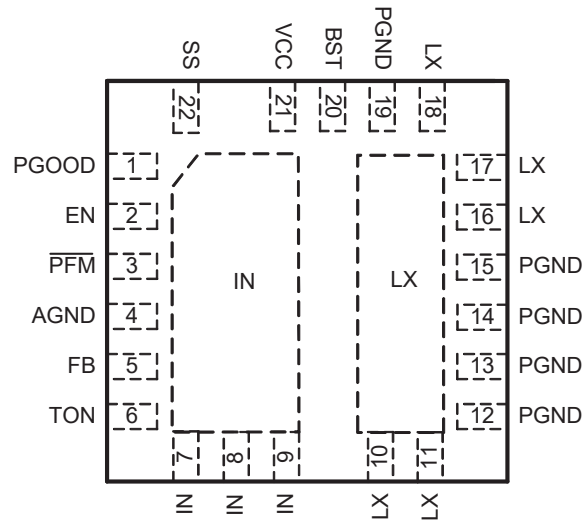 SS
VCC
BST
PGND
LX
22
21
20
19
18
PGOOD
1
17
LX
EN
2
16
LX
PFM
3
15
PGND
IN
LX
AGND
4
14
PGND
FB
5
13
PGND
TON
6
12
PGND
7
8
9
10
11
IN
IN
IN
LX
LX